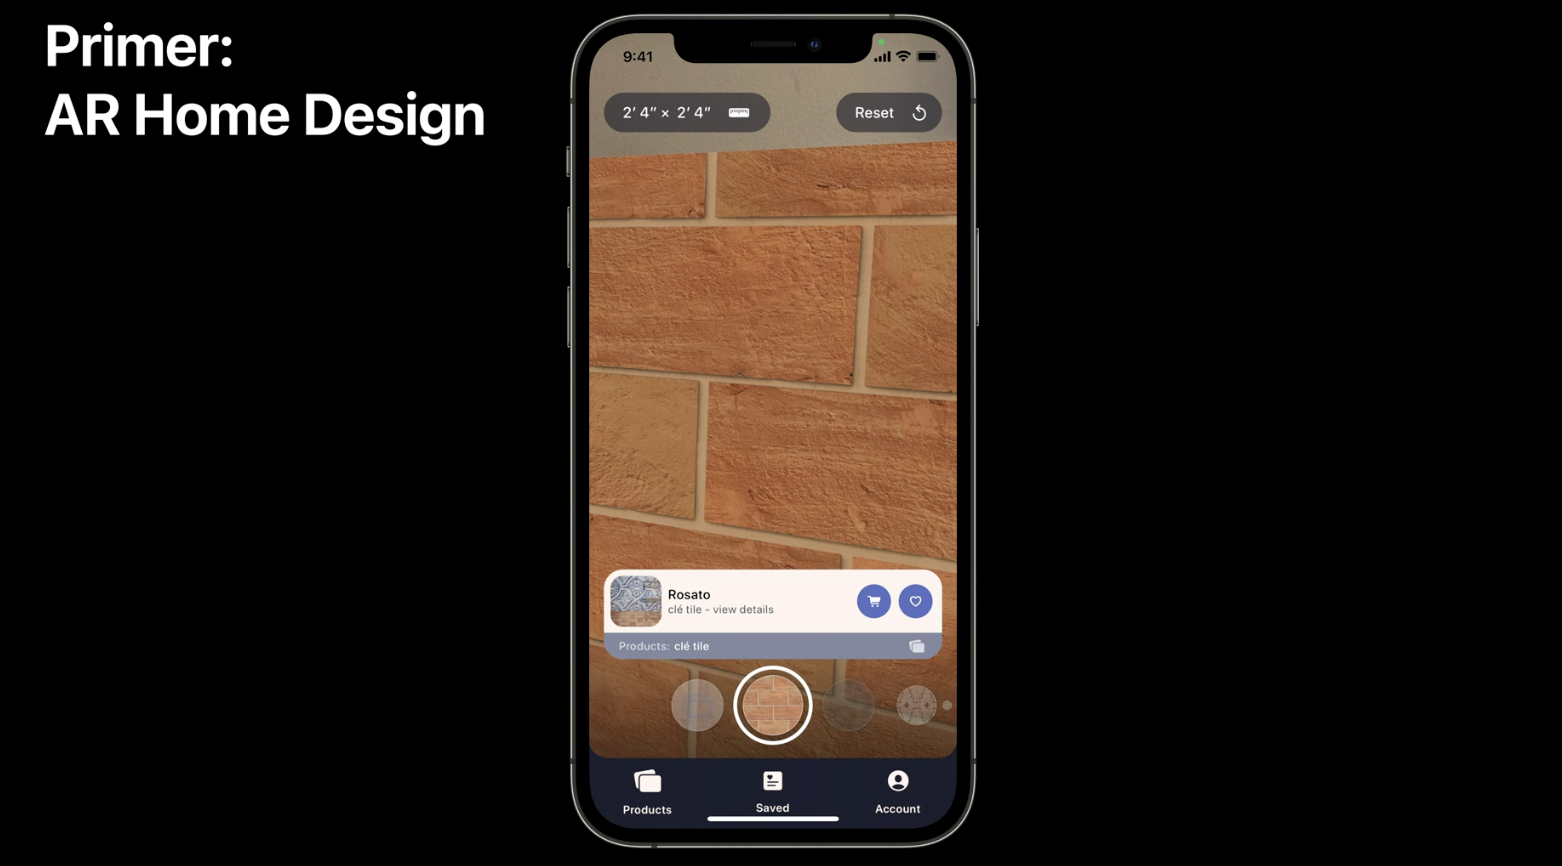 Primer:
AR Home Design
9:41
2′ 4″ × 2′ 4″
Reset
Rosato
clé tile - view details
Products: clé tile
Products
Saved
Account